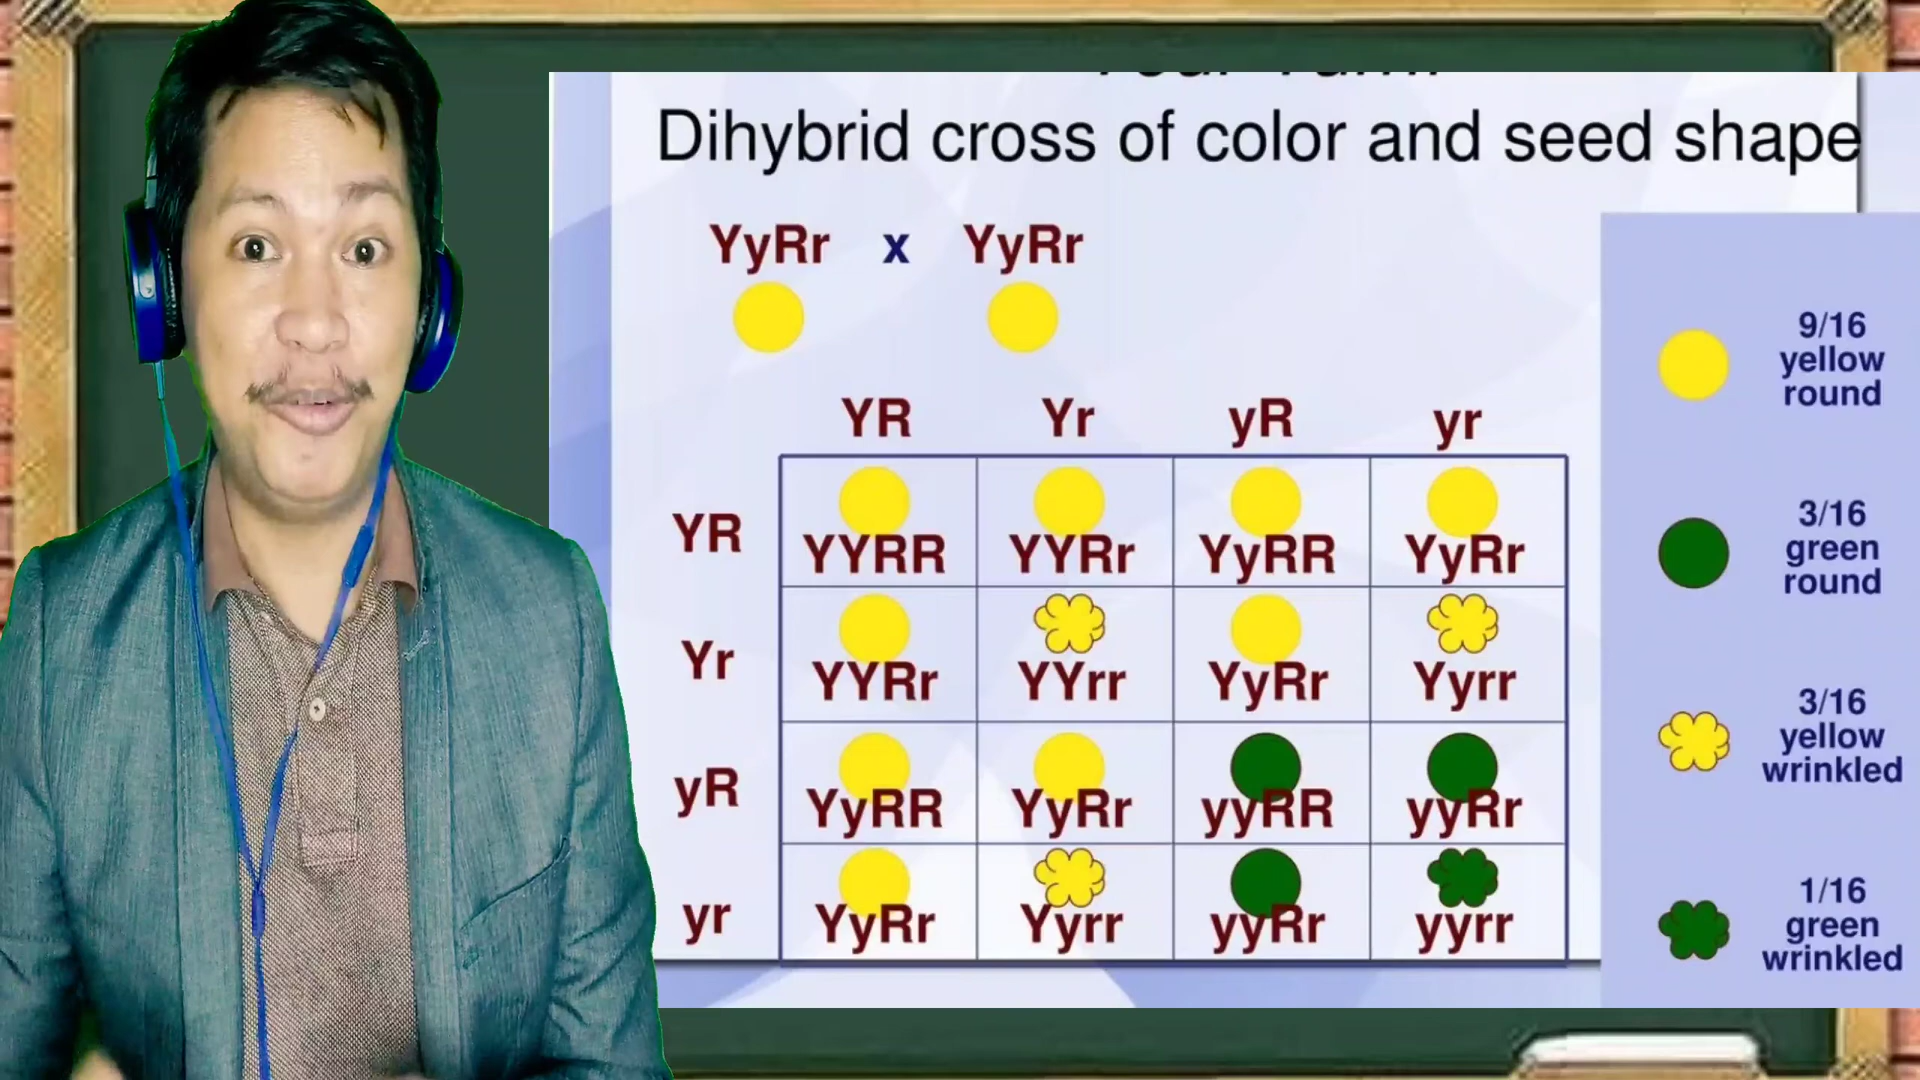 Dihybrid cross of color and seed shape
YyRr x YyRr
YR Yr yR yr
YR YYRR YYRr YyRR YyRr
Yr YYRr YYrr YyRr Yyrr
yR YyRR YyRr yyRR yyRr
yr YyRr Yyrr yyRr yyrr
9/16
yellow
round
3/16
green
round
3/16
yellow
wrinkled
1/16
green
wrinkled